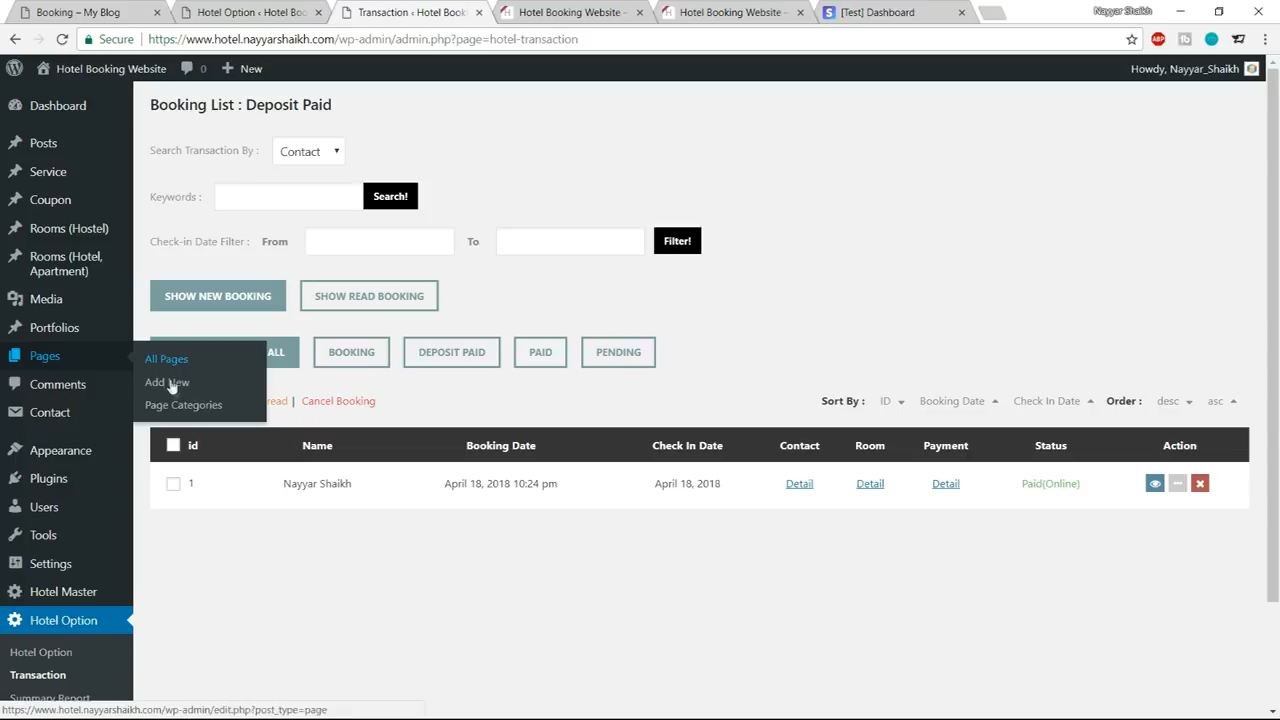 Booking – My Blog
Hotel Option ‹ Hotel Boo
Transaction ‹ Hotel Book
Hotel Booking Website –
Hotel Booking Website –
[Test] Dashboard
Nayyar Shaikh
Secure https://www.hotel.nayyarshaikh.com/wp-admin/admin.php?page=hotel-transaction
ABP
Hotel Booking Website 0 New
Howdy, Nayyar_Shaikh
Dashboard
Posts
Service
Coupon
Rooms (Hostel)
Rooms (Hotel,
Apartment)
Media
Portfolios
Pages
Comments
Contact
Appearance
Plugins
Users
Tools
Settings
Hotel Master
Hotel Option
Hotel Option
Transaction
Summary Report
All Pages
Add New
Page Categories
Booking List : Deposit Paid
Search Transaction By : Contact
Keywords : Search!
Check-in Date Filter : From To Filter!
SHOW NEW BOOKING SHOW READ BOOKING
ALL BOOKING DEPOSIT PAID PAID PENDING
read | Cancel Booking
Sort By : ID Booking Date Check In Date Order : desc asc
id Name Booking Date Check In Date Contact Room Payment Status Action
1 Nayyar Shaikh April 18, 2018 10:24 pm April 18, 2018 Detail Detail Detail Paid(Online)
https://www.hotel.nayyarshaikh.com/wp-admin/edit.php?post_type=page